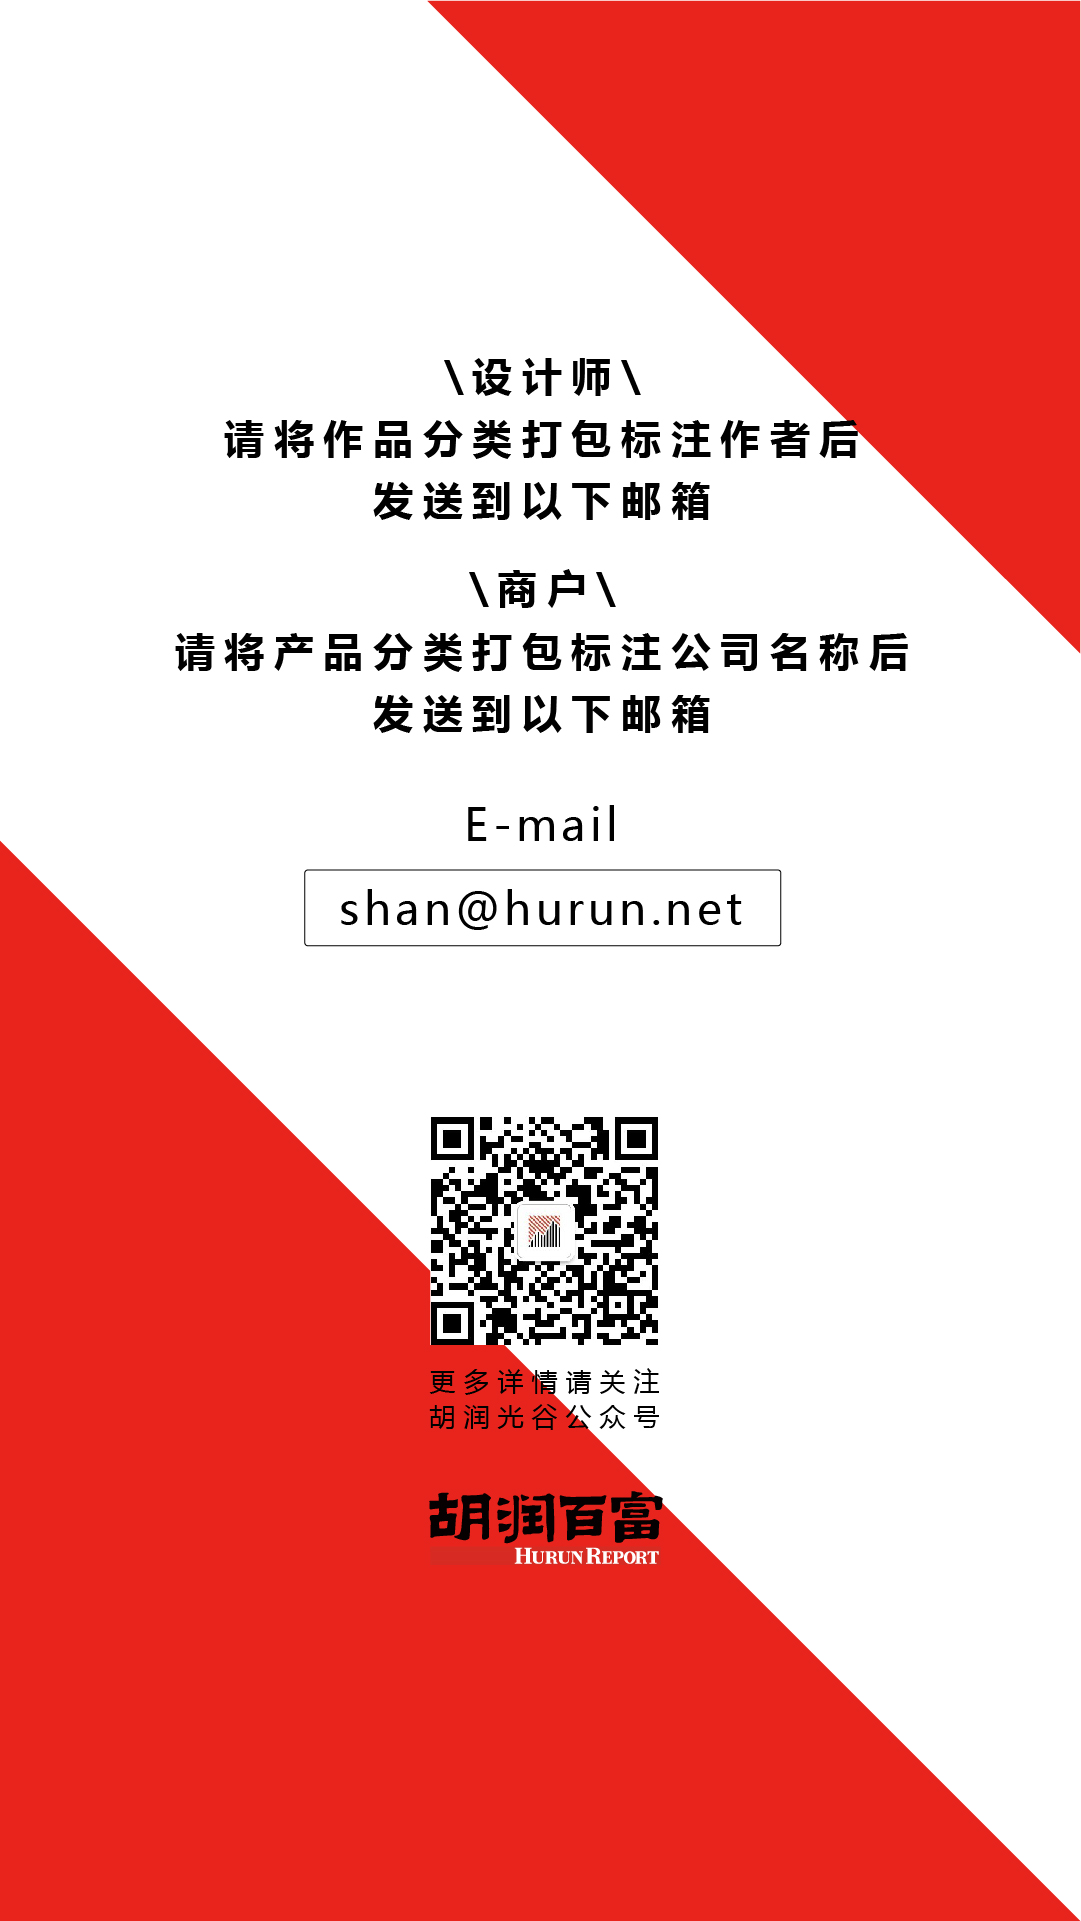 \设计师\
请将作品分类打包标注作者后
发送到以下邮箱
\商户\
请将产品分类打包标注公司名称后
发送到以下邮箱
E-mail
shan@hurun.net
更多详情请关注
胡润光谷公众号
胡润百富
HURUN REPORT